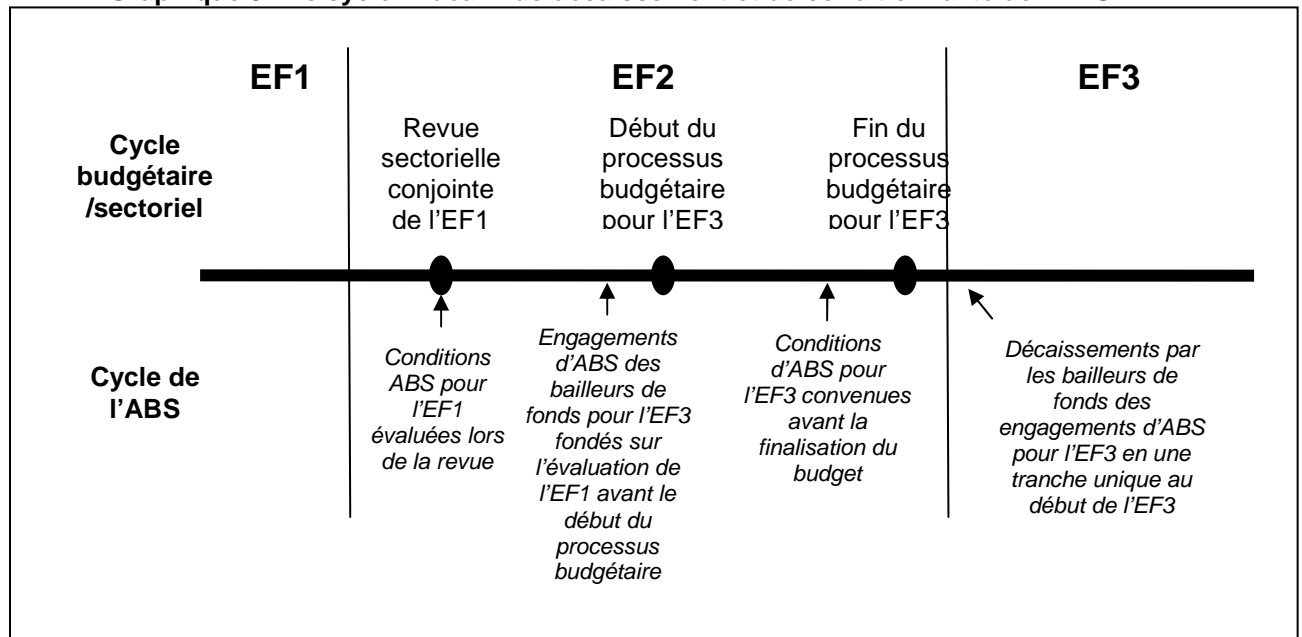 EF1
EF2
EF3
Cycle
budgétaire
/sectoriel
Revue
sectorielle
conjointe
de l’EF1
Début du
processus
budgétaire
pour l’EF3
Fin du
processus
budgétaire
pour l’EF3
Cycle de
l’ABS
Conditions
ABS pour
l’EF1
évaluées lors
de la revue
Engagements
d’ABS des
bailleurs de
fonds pour l’EF3
fondés sur
l’évaluation de
l’EF1 avant le
début du
processus
budgétaire
Conditions
d’ABS pour
l’EF3 convenues
avant la
finalisation du
budget
Décaissements par
les bailleurs de
fonds des
engagements d’ABS
pour l’EF3 en une
tranche unique au
début de l’EF3